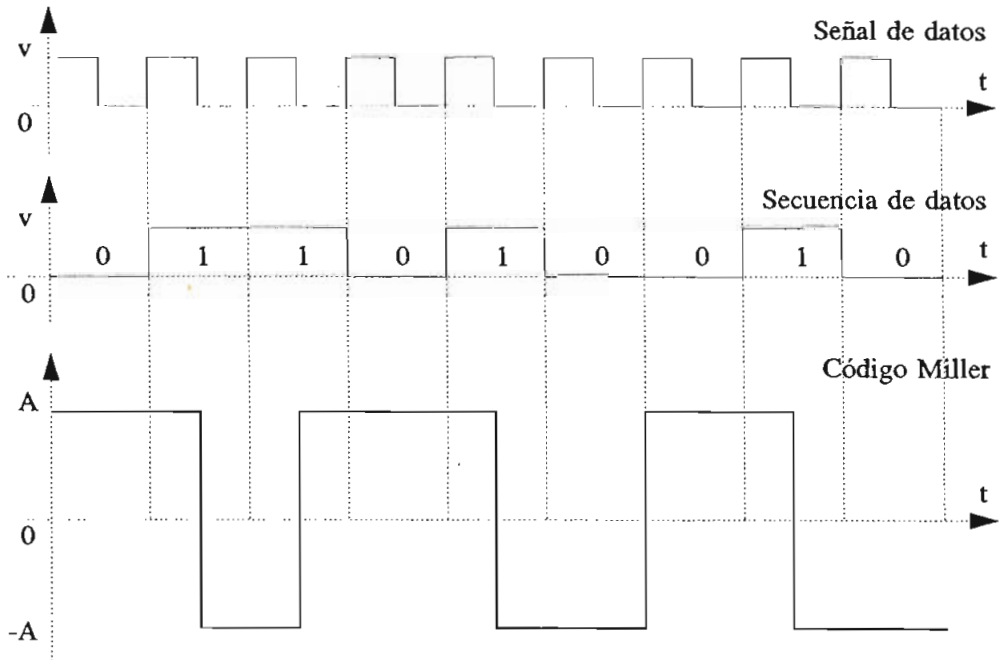 Señal de datos
v
t
0
Secuencia de datos
v
0 1 1 0 1 0 0 1 0
t
0
Código Miller
A
t
0
-A